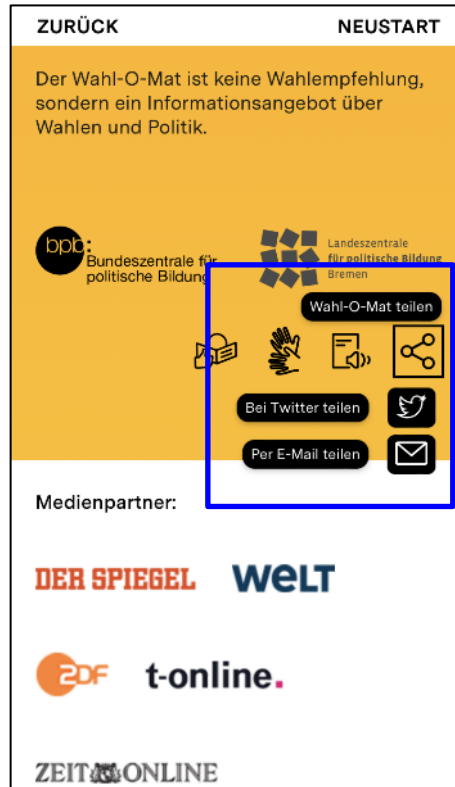 ZURÜCK NEUSTART
Der Wahl-O-Mat ist keine Wahlempfehlung,
sondern ein Informationsangebot über
Wahlen und Politik.
bpb:
Bundeszentrale für
politische Bildung
Landeszentrale
für politische Bildung
Bremen
Wahl-O-Mat teilen
Bei Twitter teilen
Per E-Mail teilen
Medienpartner:
DER SPIEGEL WELT
ZDF t-online.
ZEIT ONLINE